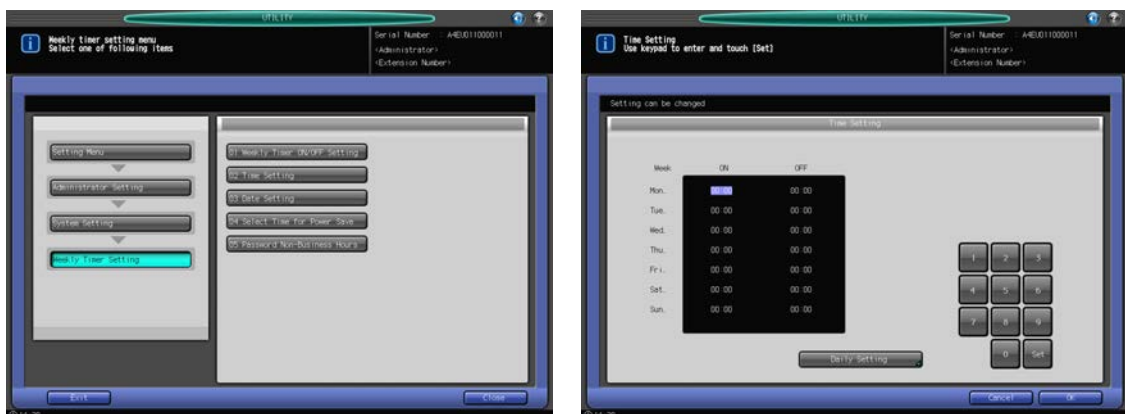 UTILITY
Weekly timer setting menu
Select one of following items
Serial Number : A4EU011000011
<Administrator>
<Extension Number>
Setting Menu
Administrator Setting
System Setting
Weekly Timer Setting
01 Weekly Timer ON/OFF Setting
02 Time Setting
03 Date Setting
04 Select Time for Power Save
05 Password Non-Business Hours
Exit
Close
UTILITY
Time Setting
Use keypad to enter and touch [Set]
Serial Number : A4EU011000011
<Administrator>
<Extension Number>
Setting can be changed
Time Setting
Week ON OFF
Mon. 00:00 00:00
Tue. 00:00 00:00
Wed. 00:00 00:00
Thu. 00:00 00:00
Fri. 00:00 00:00
Sat. 00:00 00:00
Sun. 00:00 00:00
1 2 3
4 5 6
7 8 9
0 Set
Daily Setting
Cancel
OK